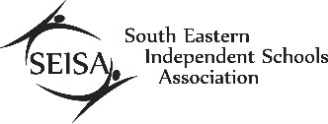 SEISA
South Eastern
Independent Schools
Association